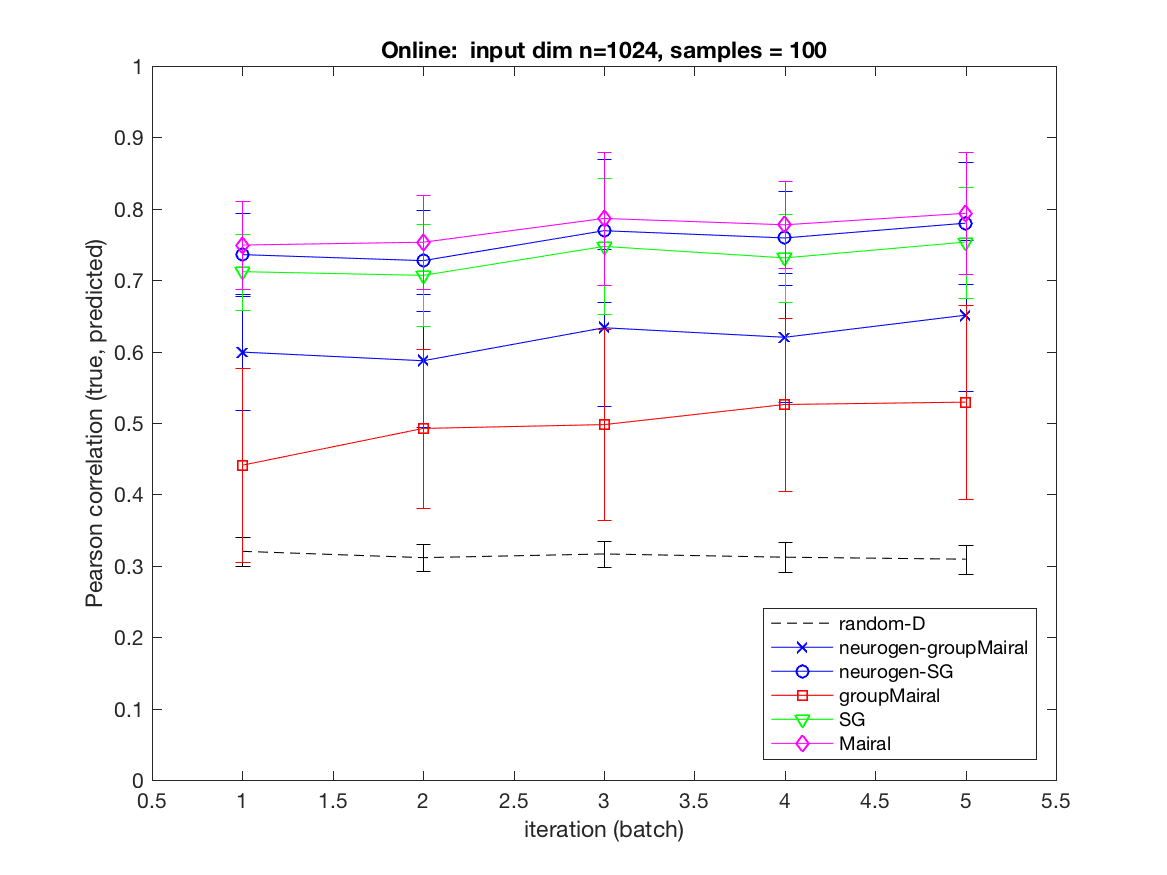 Online: input dim n=1024, samples = 100
Pearson correlation (true, predicted)
1
0.9
0.8
0.7
0.6
0.5
0.4
0.3
0.2
0.1
0
random-D
neurogen-groupMairal
neurogen-SG
groupMairal
SG
Mairal
0.5 1 1.5 2 2.5 3 3.5 4 4.5 5 5.5
iteration (batch)